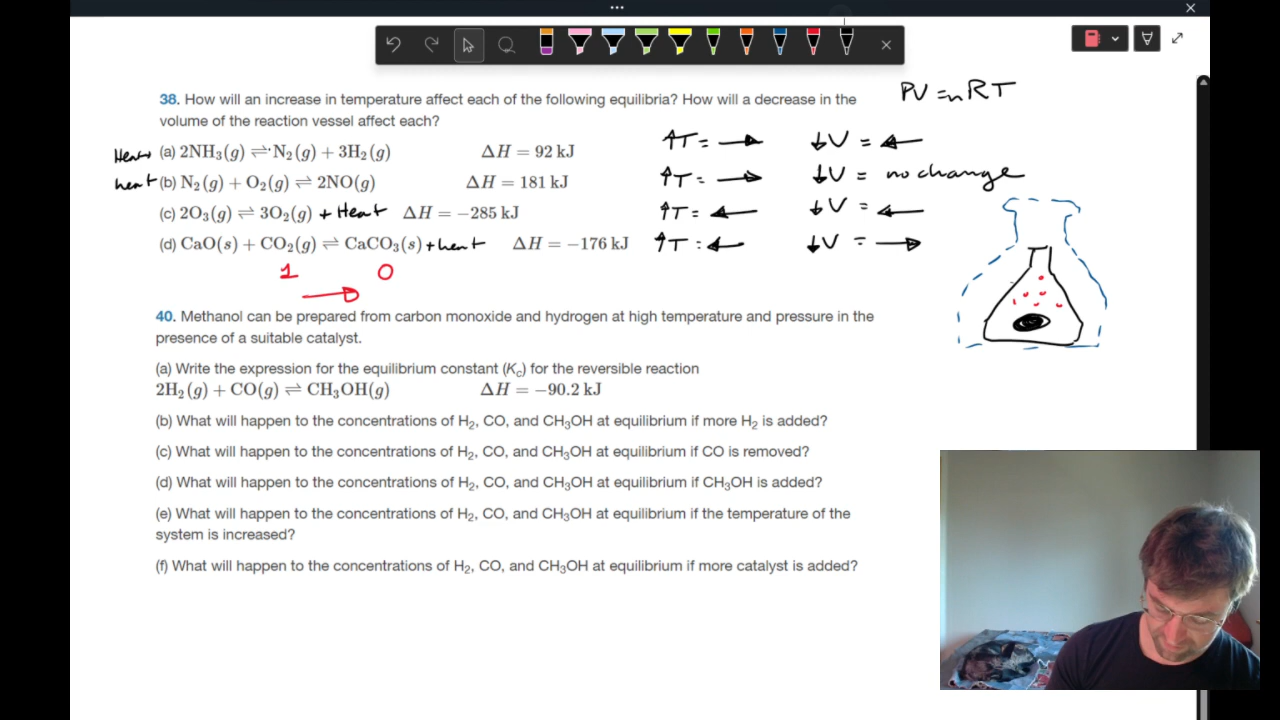 38. How will an increase in temperature affect each of the following equilibria? How will a decrease in the
volume of the reaction vessel affect each?
PV = nRT
Heat (a) 2NH₃(g) ⇌ N₂(g) + 3H₂(g) ΔH = 92 kJ ↑T = → ↓V = ←
heat (b) N₂(g) + O₂(g) ⇌ 2NO(g) ΔH = 181 kJ ↑T = → ↓V = no change
(c) 2O₃(g) ⇌ 3O₂(g) + Heat ΔH = −285 kJ ↑T = ← ↓V = ←
(d) CaO(s) + CO₂(g) ⇌ CaCO₃(s) + heat ΔH = −176 kJ ↑T = ← ↓V = →
1 0
→
40. Methanol can be prepared from carbon monoxide and hydrogen at high temperature and pressure in the
presence of a suitable catalyst.
(a) Write the expression for the equilibrium constant (K꜀) for the reversible reaction
2H₂(g) + CO(g) ⇌ CH₃OH(g) ΔH = −90.2 kJ
(b) What will happen to the concentrations of H₂, CO, and CH₃OH at equilibrium if more H₂ is added?
(c) What will happen to the concentrations of H₂, CO, and CH₃OH at equilibrium if CO is removed?
(d) What will happen to the concentrations of H₂, CO, and CH₃OH at equilibrium if CH₃OH is added?
(e) What will happen to the concentrations of H₂, CO, and CH₃OH at equilibrium if the temperature of the
system is increased?
(f) What will happen to the concentrations of H₂, CO, and CH₃OH at equilibrium if more catalyst is added?